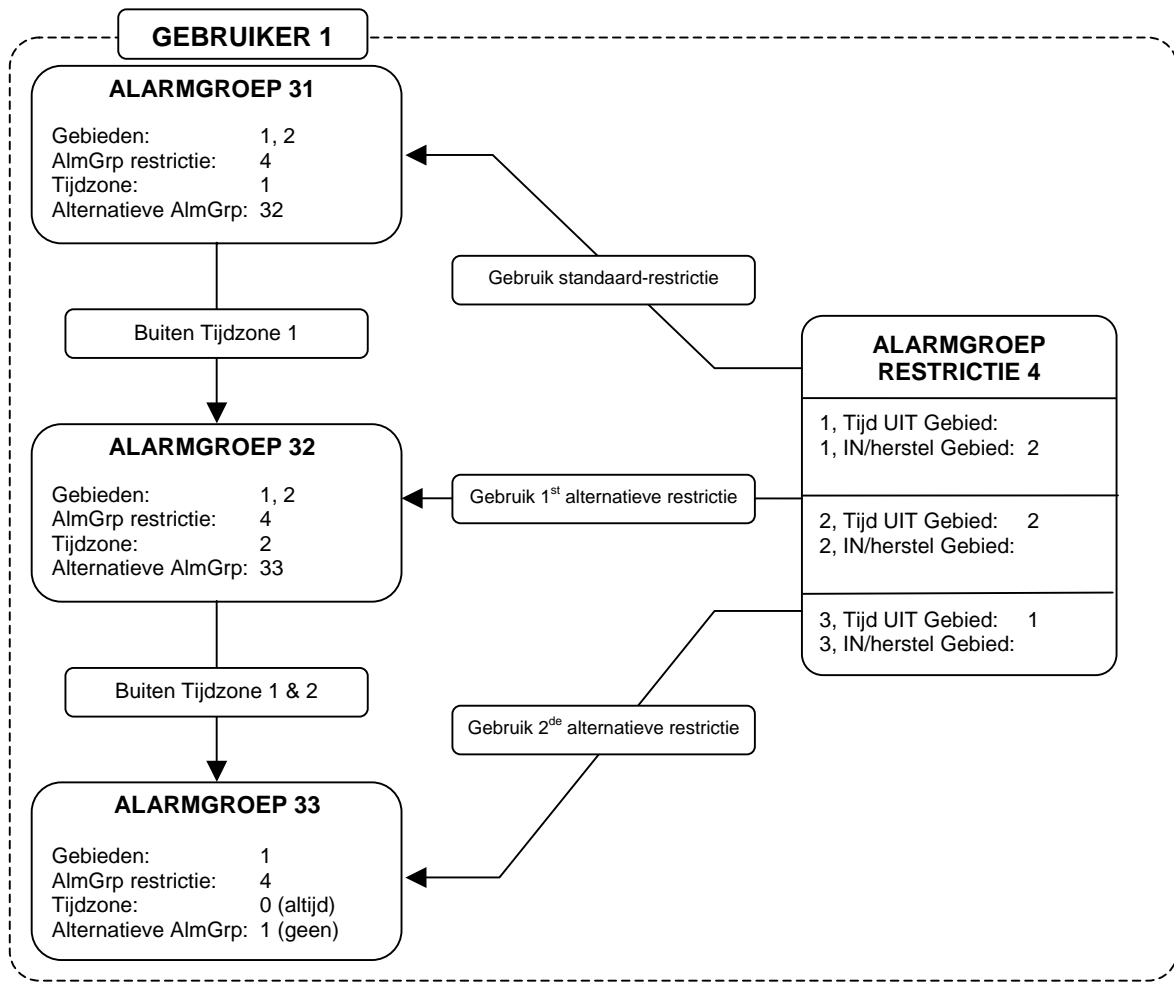 GEBRUIKER 1
ALARMGROEP 31
Gebieden: 1, 2
AlmGrp restrictie: 4
Tijdzone: 1
Alternatieve AlmGrp: 32
Gebruik standaard-restrictie
Buiten Tijdzone 1
ALARMGROEP
RESTRICTIE 4
1, Tijd UIT Gebied:
1, IN/herstel Gebied: 2
2, Tijd UIT Gebied: 2
2, IN/herstel Gebied:
3, Tijd UIT Gebied: 1
3, IN/herstel Gebied:
ALARMGROEP 32
Gebieden: 1, 2
AlmGrp restrictie: 4
Tijdzone: 2
Alternatieve AlmGrp: 33
Gebruik 1st alternatieve restrictie
Buiten Tijdzone 1 & 2
Gebruik 2de alternatieve restrictie
ALARMGROEP 33
Gebieden: 1
AlmGrp restrictie: 4
Tijdzone: 0 (altijd)
Alternatieve AlmGrp: 1 (geen)